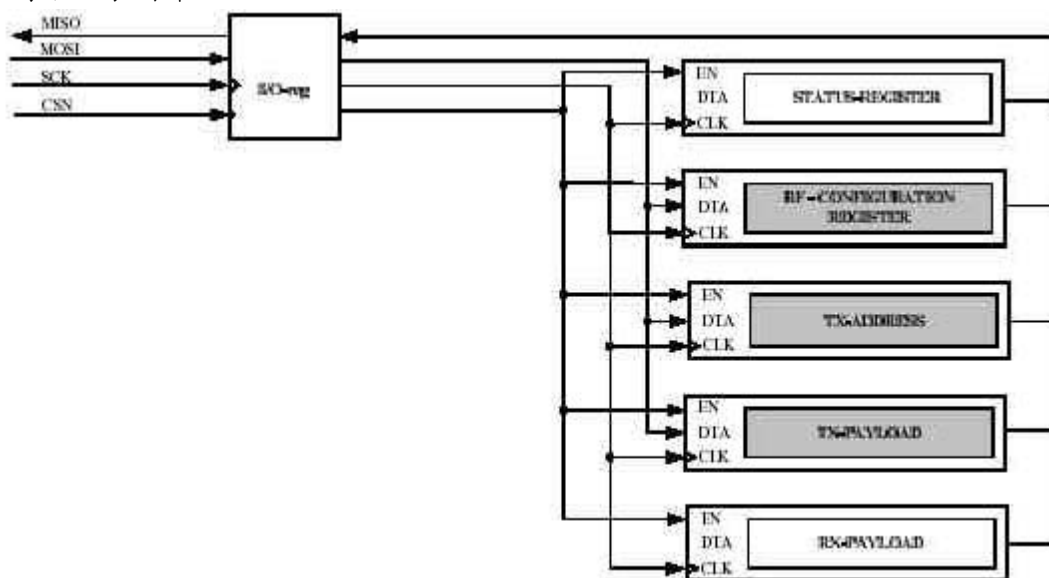 MISO
MOSI
SCK
CSN
I/O-reg
EN
DTA
CLK
STATUS-REGISTER
EN
DTA
CLK
RF-CONFIGURATION
REGISTER
EN
DTA
CLK
TX-ADDRESS
EN
DTA
CLK
TX-PAYLOAD
EN
DTA
CLK
RX-PAYLOAD